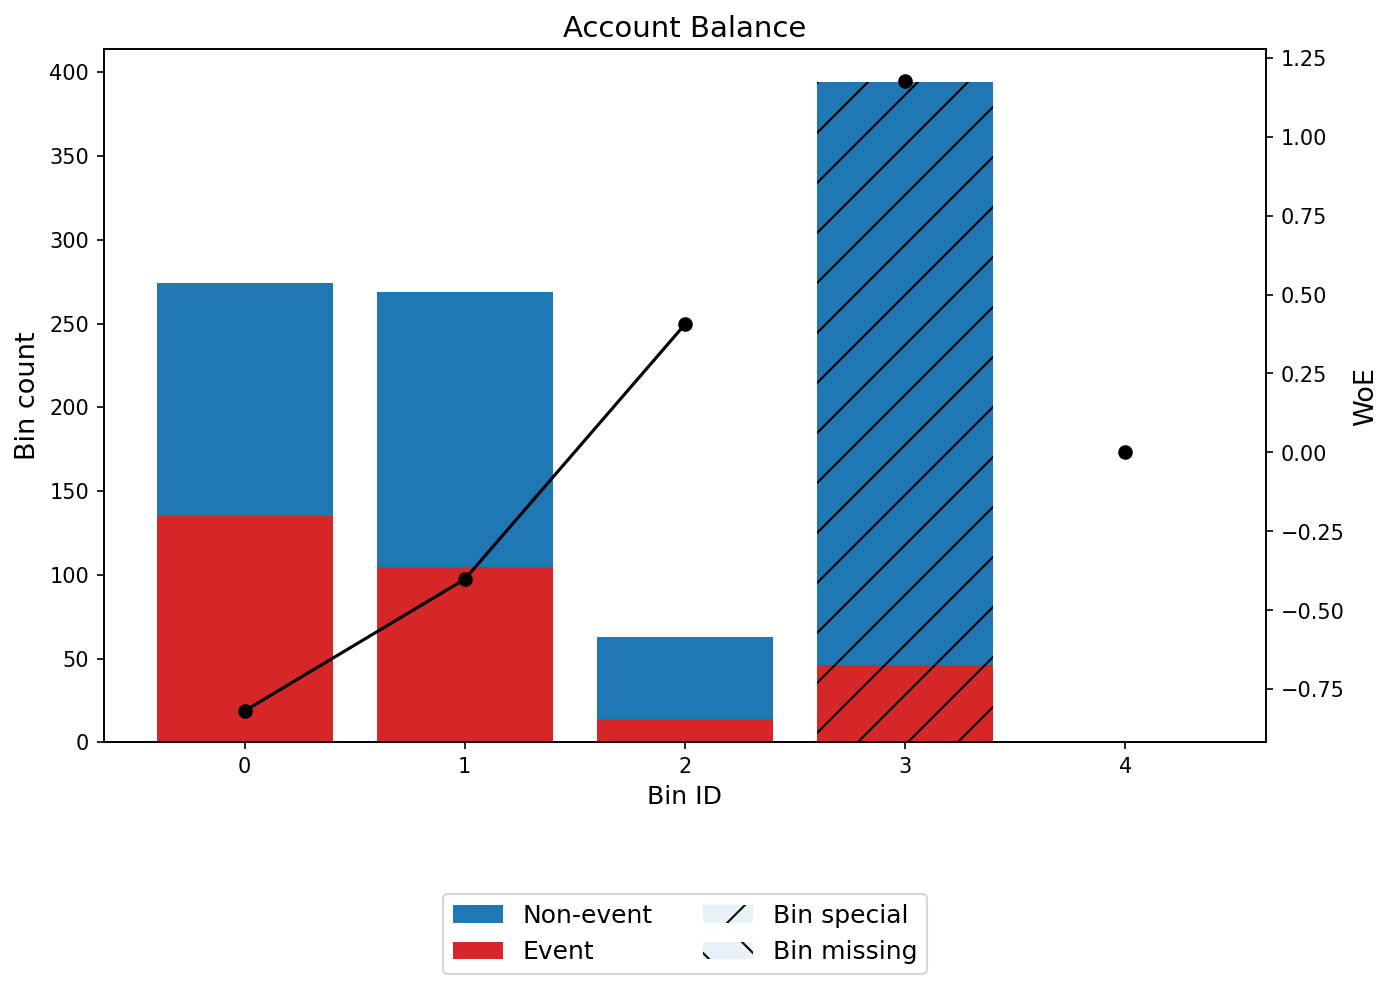 Account Balance
400
350
300
250
200
150
100
50
0
Bin count
1.25
1.00
0.75
0.50
0.25
0.00
−0.25
−0.50
−0.75
WoE
0 1 2 3 4
Bin ID
Non-event
Event
Bin special
Bin missing